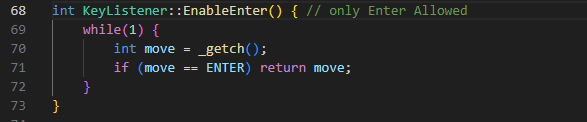 68 int KeyListener::EnableEnter() { // only Enter Allowed
69     while(1) {
70         int move = _getch();
71         if (move == ENTER) return move;
72     }
73 }